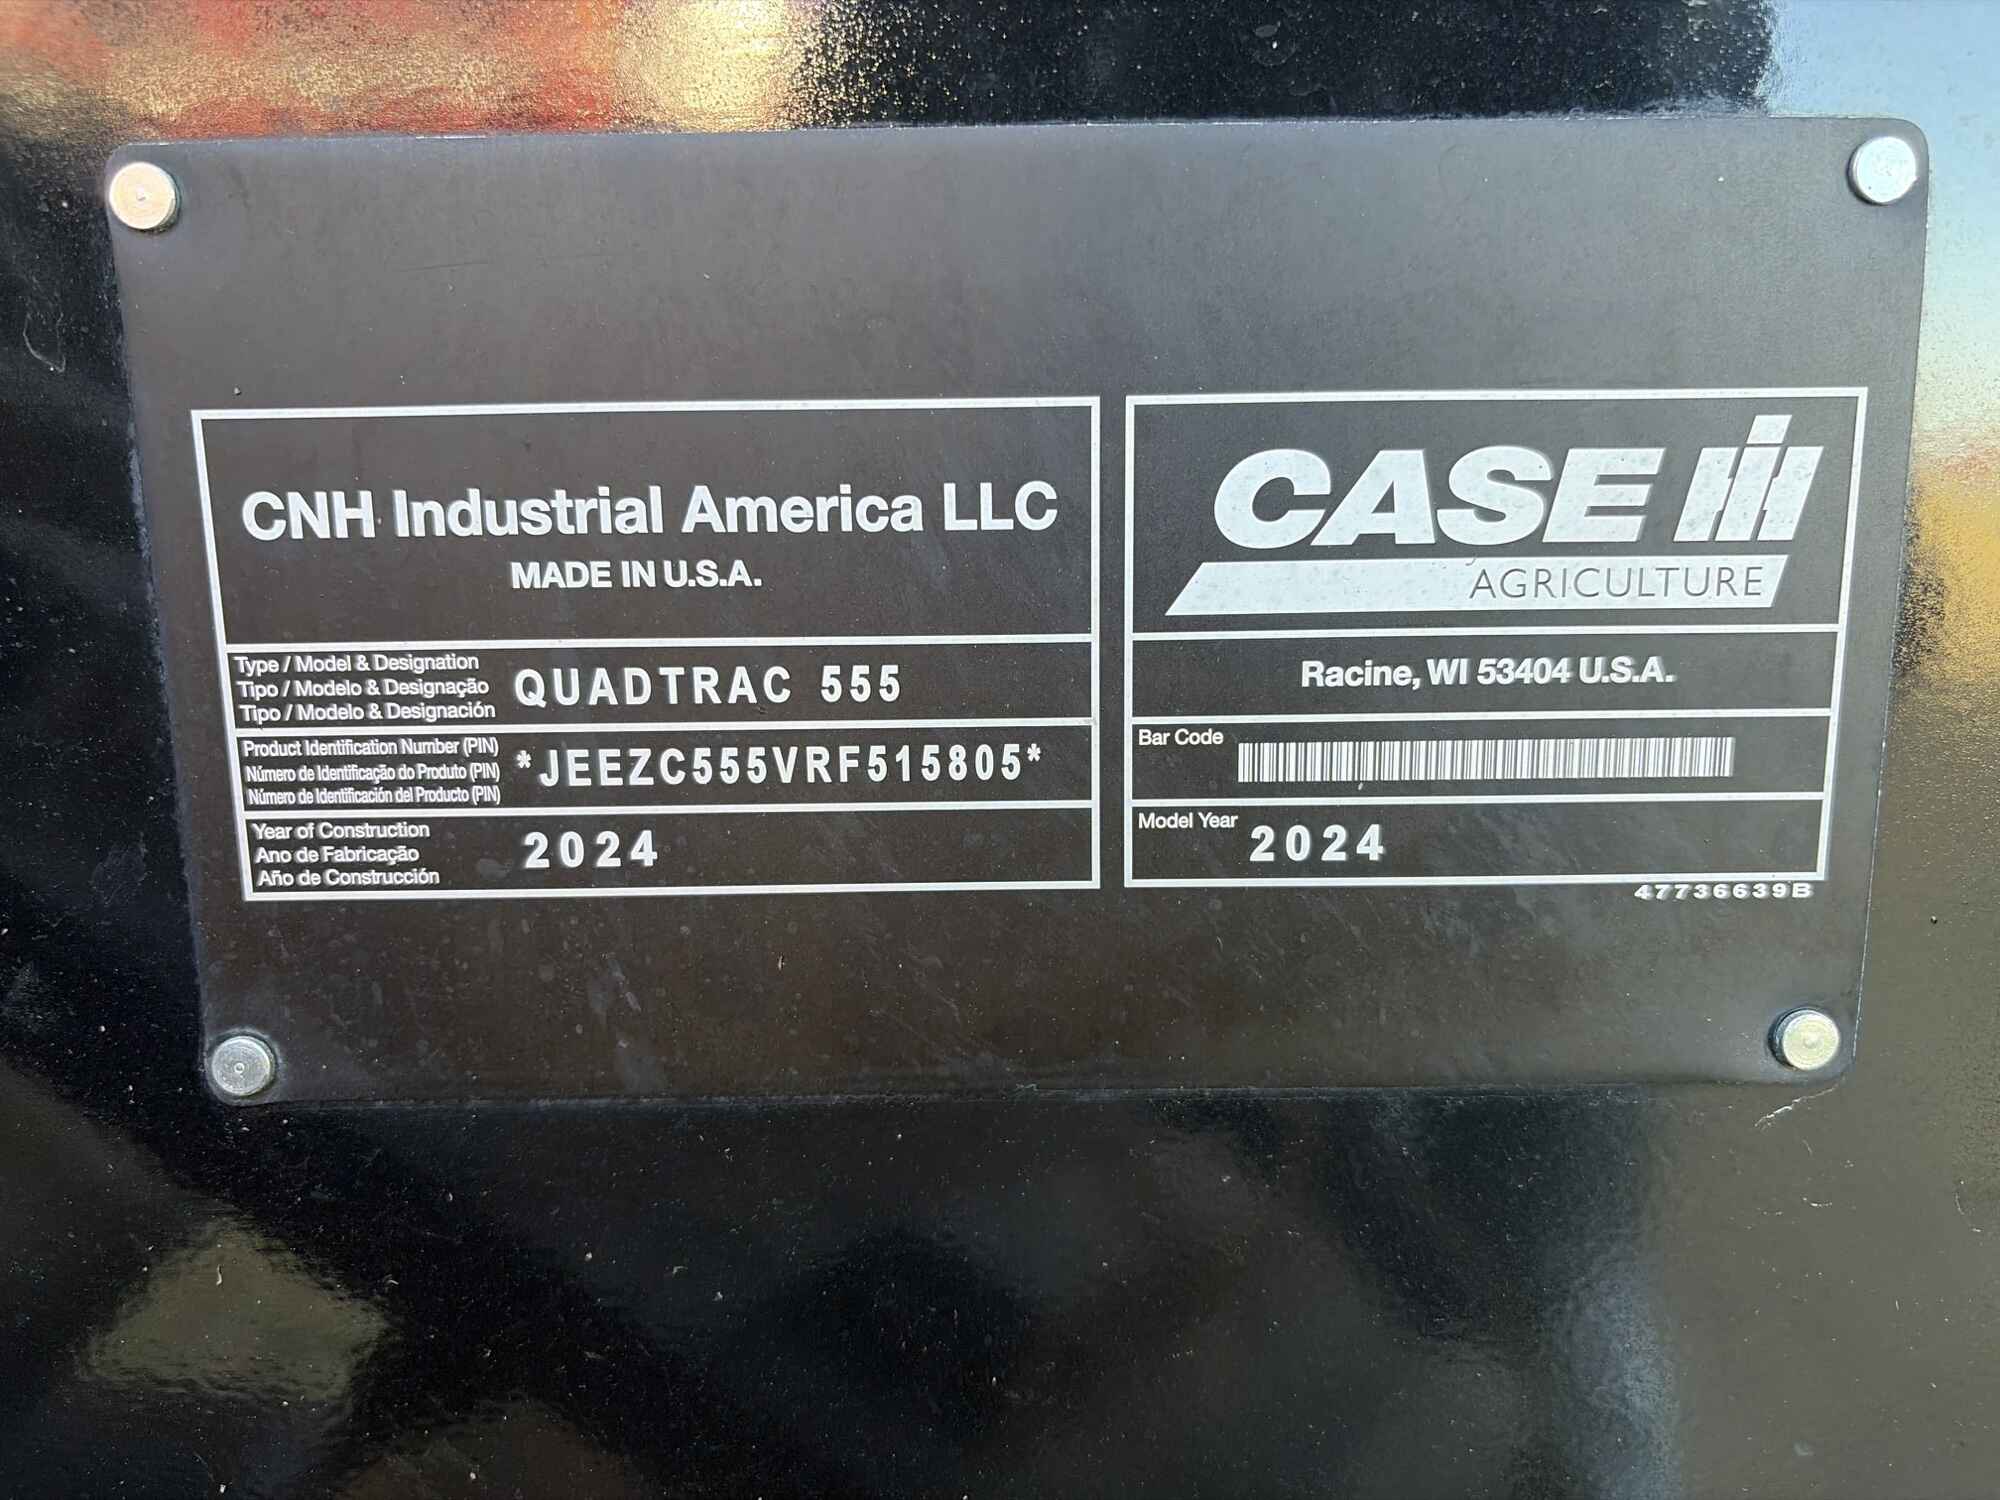 CNH Industrial America LLC
MADE IN U.S.A.
Type / Model & Designation
Tipo / Modelo & Designação
Tipo / Modelo & Designación
QUADTRAC 555
Product Identification Number (PIN)
Número de Identificação do Produto (PIN)
Número de Identificación del Producto (PIN)
*JEEZC555VRF515805*
Year of Construction
Ano de Fabricação
Año de Construcción
2024
CASE IH
AGRICULTURE
Racine, WI 53404 U.S.A.
Bar Code
Model Year
2024
47736639B